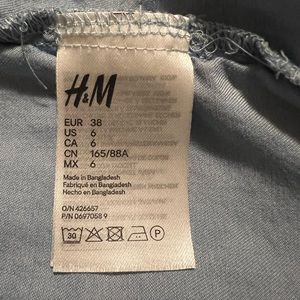 H&M
EUR 38
US 6
CA 6
CN 165/88A
MX 6
Made in Bangladesh
Fabriqué en Bangladesh
Hecho en Bangladesh
O/N 426657
P/N 0697058 9
30 P